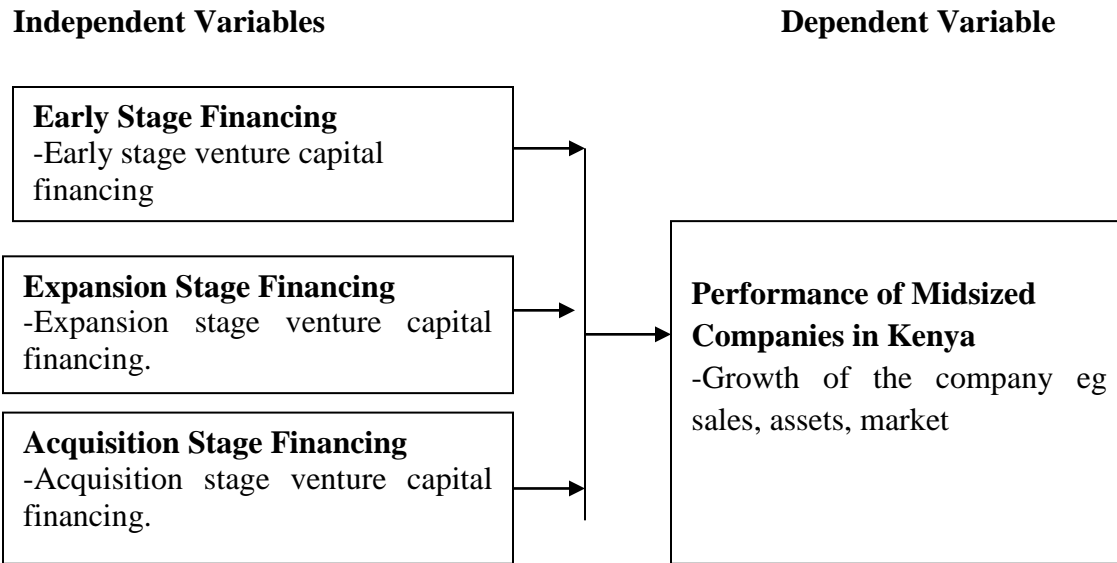 Independent Variables
Dependent Variable
Early Stage Financing
-Early stage venture capital
financing
Expansion Stage Financing
-Expansion stage venture capital
financing.
Acquisition Stage Financing
-Acquisition stage venture capital
financing.
Performance of Midsized
Companies in Kenya
-Growth of the company eg
sales, assets, market